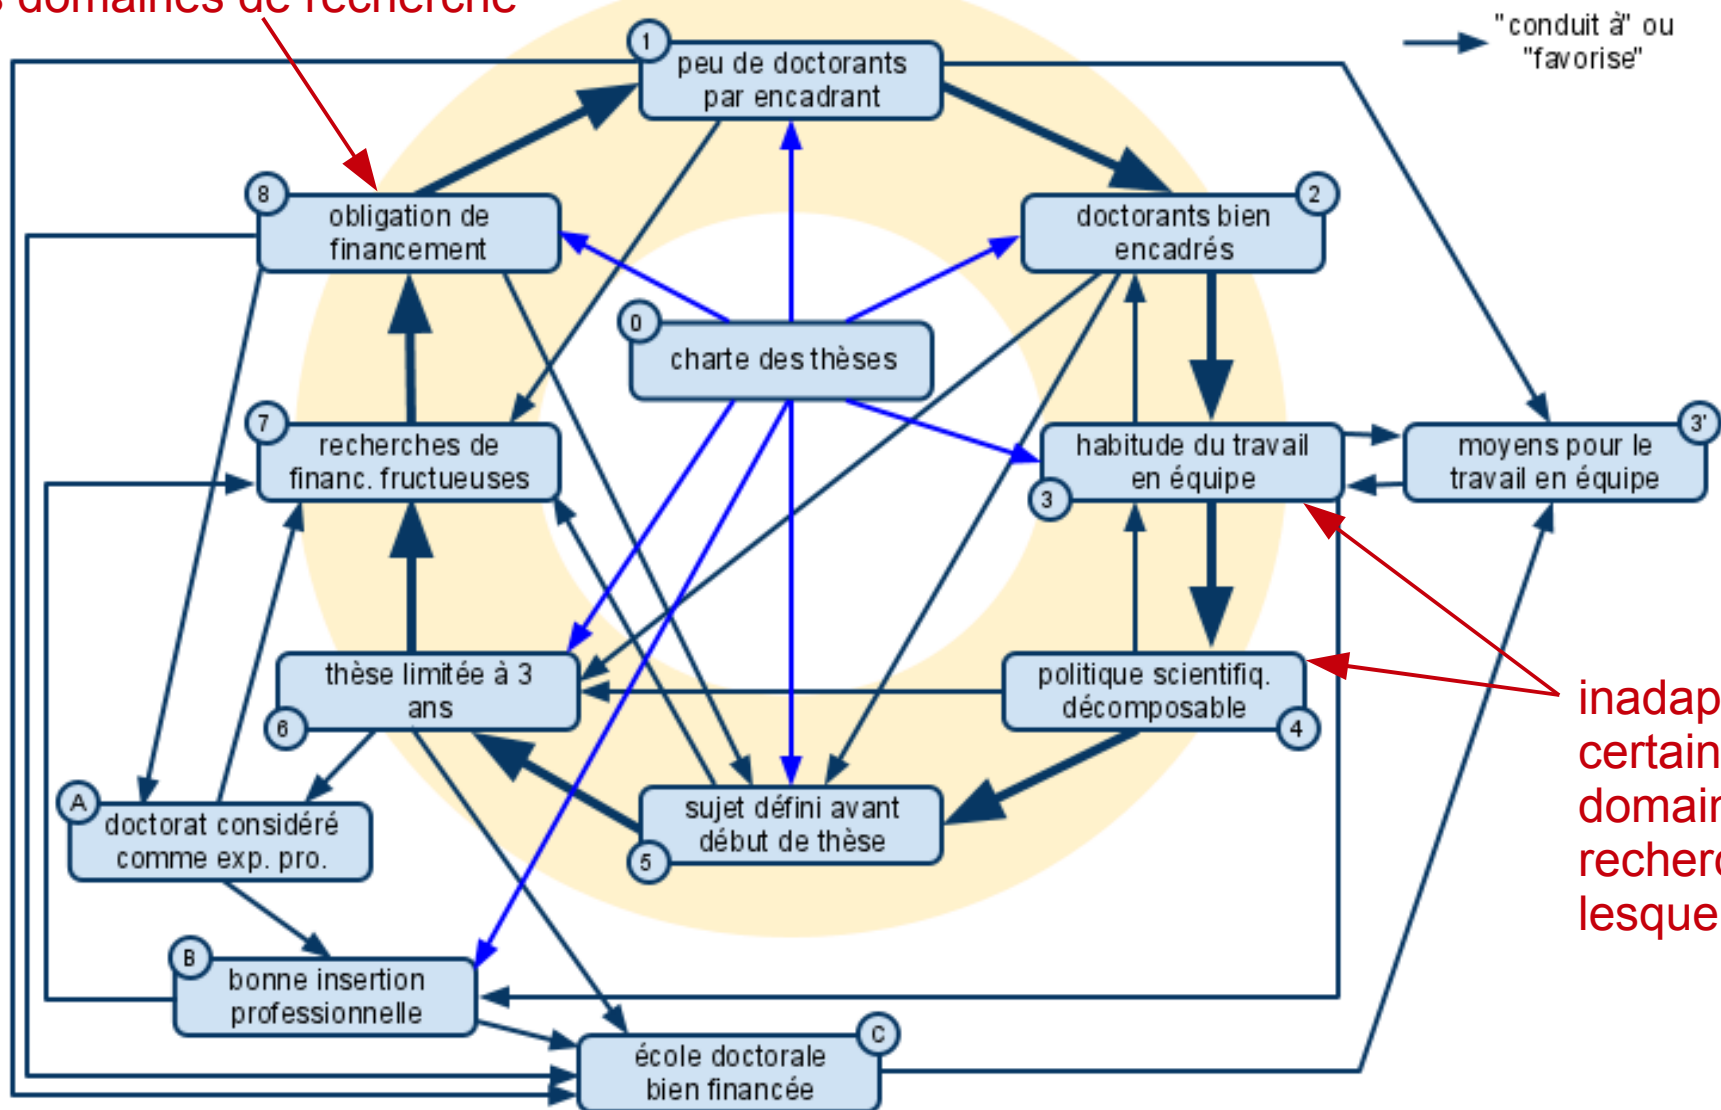 domaines de recherche
"conduit à" ou
"favorise"
1
peu de doctorants
par encadrant
8
obligation de
financement
2
doctorants bien
encadrés
0
charte des thèses
7
recherches de
financ. fructueuses
habitude du travail
en équipe
3
3'
moyens pour le
travail en équipe
thèse limitée à 3
ans
6
politique scientifiq.
décomposable
4
sujet défini avant
début de thèse
5
A
doctorat considéré
comme exp. pro.
B
bonne insertion
professionnelle
C
école doctorale
bien financée